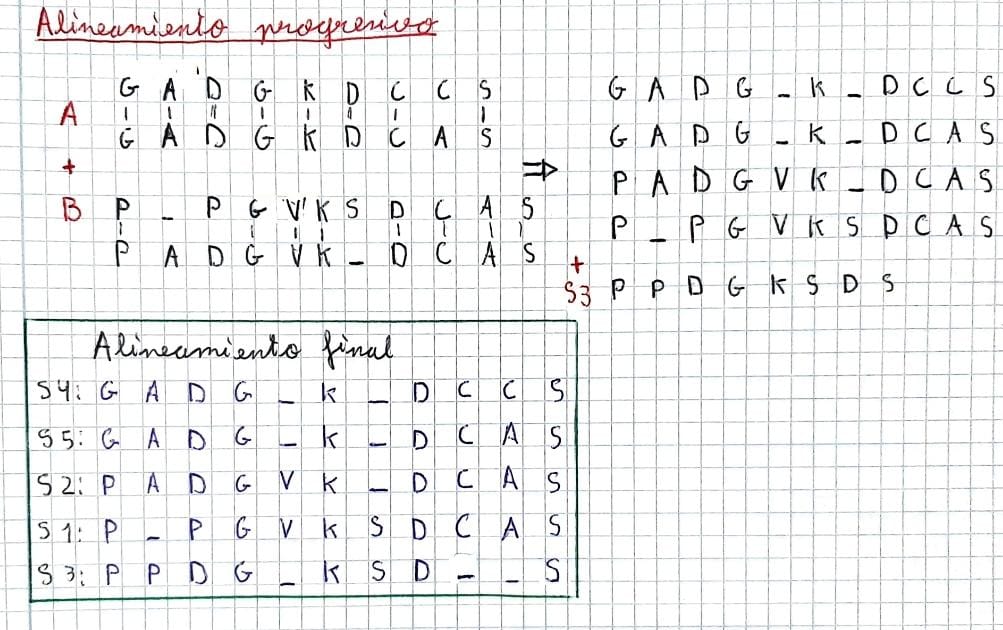 Alineamiento progresivo
G A D G K D C C S
A
G A D G K D C A S
+
B P _ P G V K S D C A S
P A D G V K _ D C A S
⇒
G A D G _ K _ D C C S
G A D G _ K _ D C A S
P A D G V K _ D C A S
P _ P G V K S D C A S
+
S3 P P D G K S D S
Alineamiento final
S4: G A D G _ K _ D C C S
S5: G A D G _ K _ D C A S
S2: P A D G V K _ D C A S
S1: P _ P G V K S D C A S
S3: P P D G _ K S D _ _ S